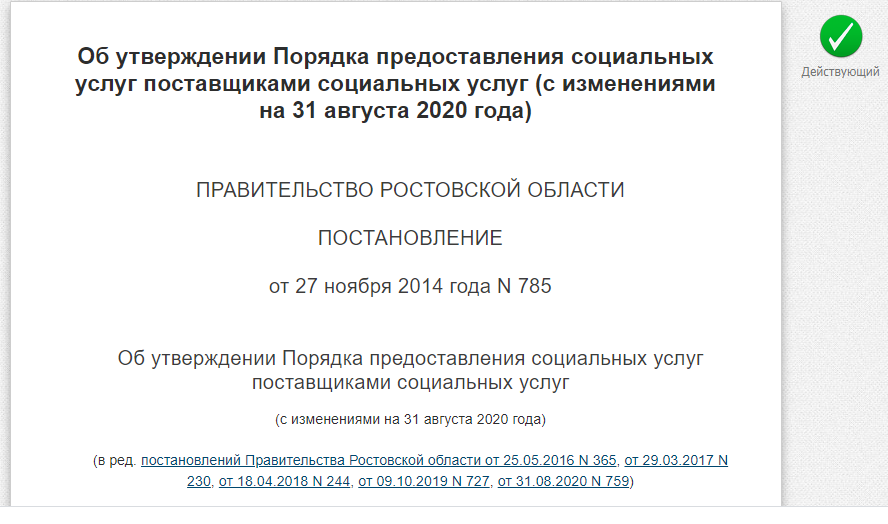 Об утверждении Порядка предоставления социальных
услуг поставщиками социальных услуг (с изменениями
на 31 августа 2020 года)
Действующий
ПРАВИТЕЛЬСТВО РОСТОВСКОЙ ОБЛАСТИ
ПОСТАНОВЛЕНИЕ
от 27 ноября 2014 года N 785
Об утверждении Порядка предоставления социальных услуг
поставщиками социальных услуг
(с изменениями на 31 августа 2020 года)
(в ред. постановлений Правительства Ростовской области от 25.05.2016 N 365, от 29.03.2017 N
230, от 18.04.2018 N 244, от 09.10.2019 N 727, от 31.08.2020 N 759)